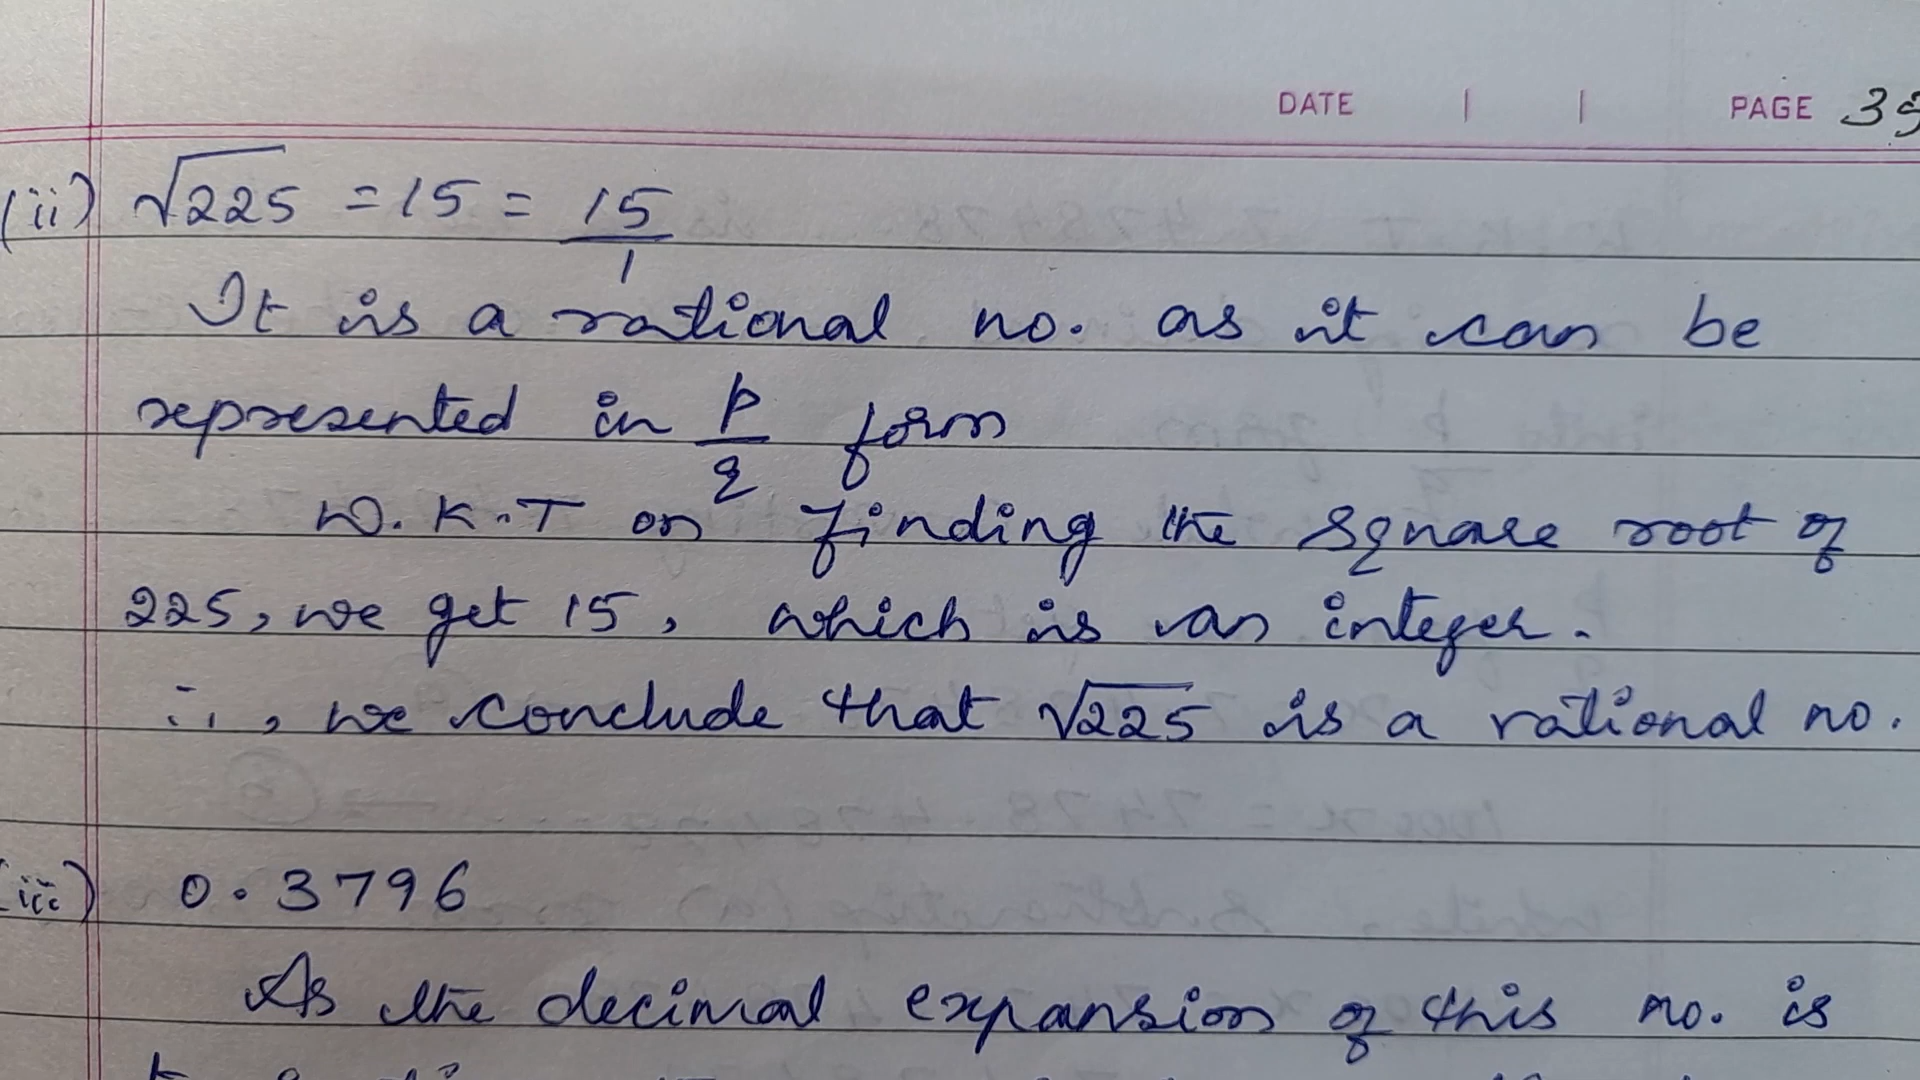 DATE | | PAGE 39
(ii) √225 = 15 = 15/1
It is a rational no. as it can be
represented in p/q form
W.K.T on finding the square root of
225, we get 15, which is an integer.
∴, we conclude that √225 is a rational no.
(iii) 0.3796
As the decimal expansion of this no. is